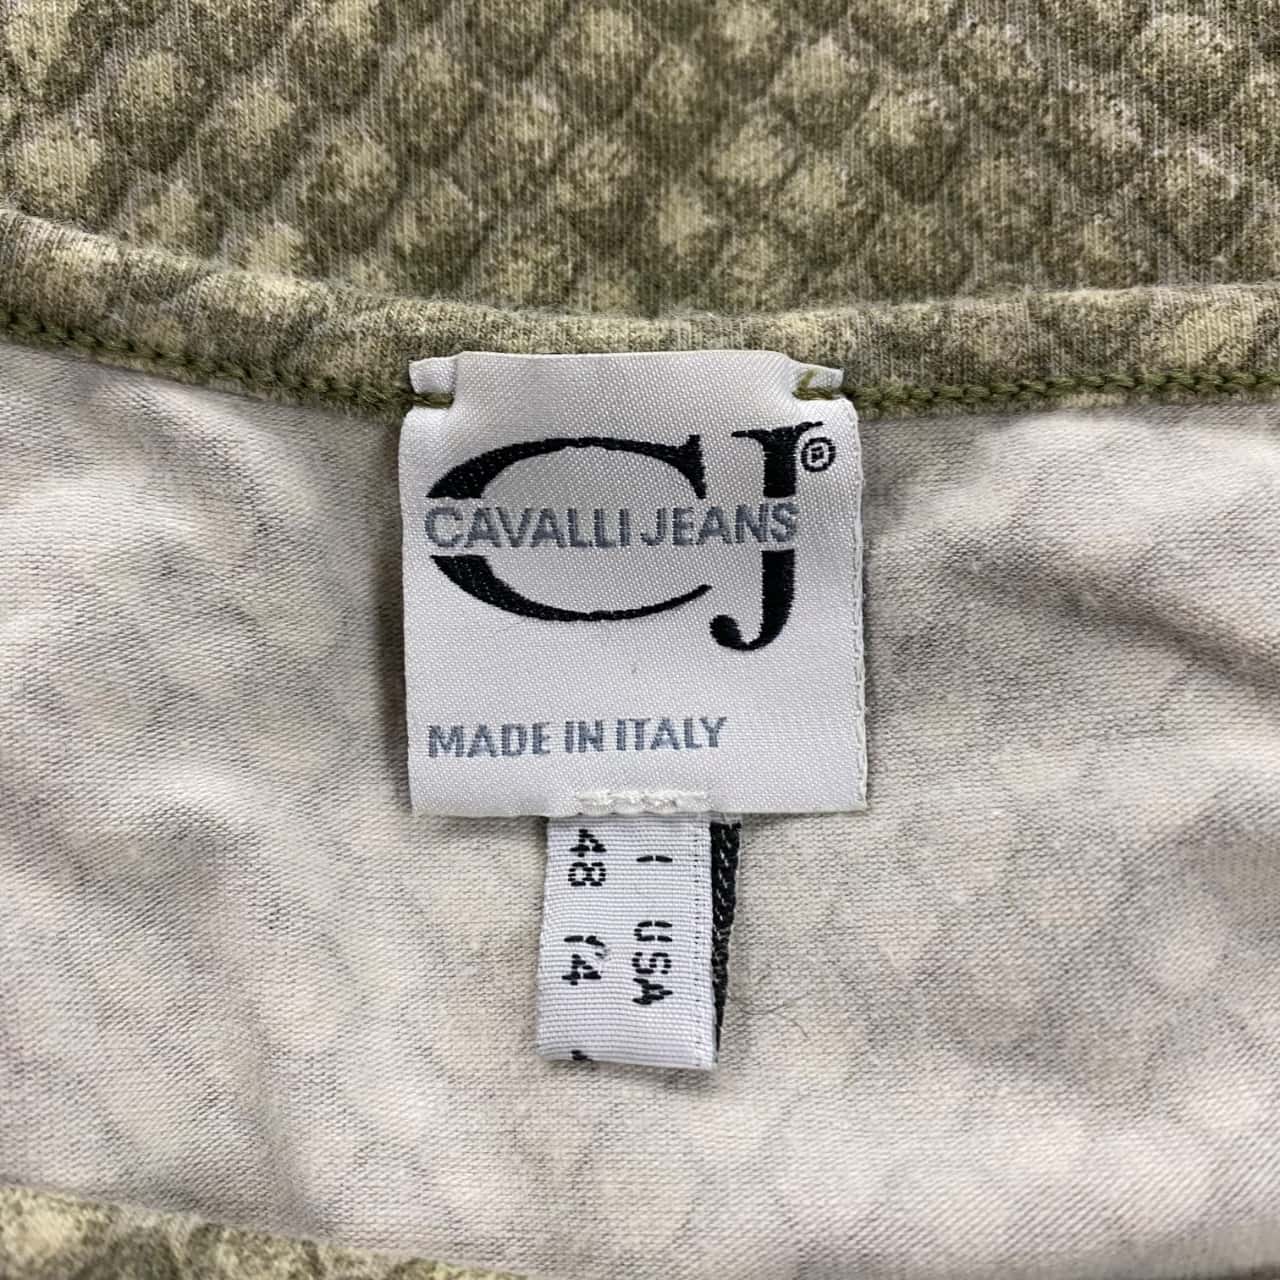 CJ®
CAVALLI JEANS
MADE IN ITALY
I USA
48 14